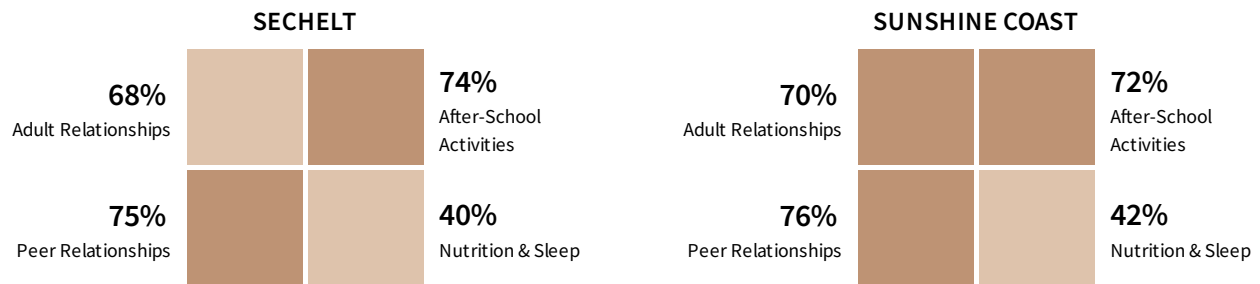 SECHELT
68%
Adult Relationships
74%
After-School
Activities
75%
Peer Relationships
40%
Nutrition & Sleep
SUNSHINE COAST
70%
Adult Relationships
72%
After-School
Activities
76%
Peer Relationships
42%
Nutrition & Sleep